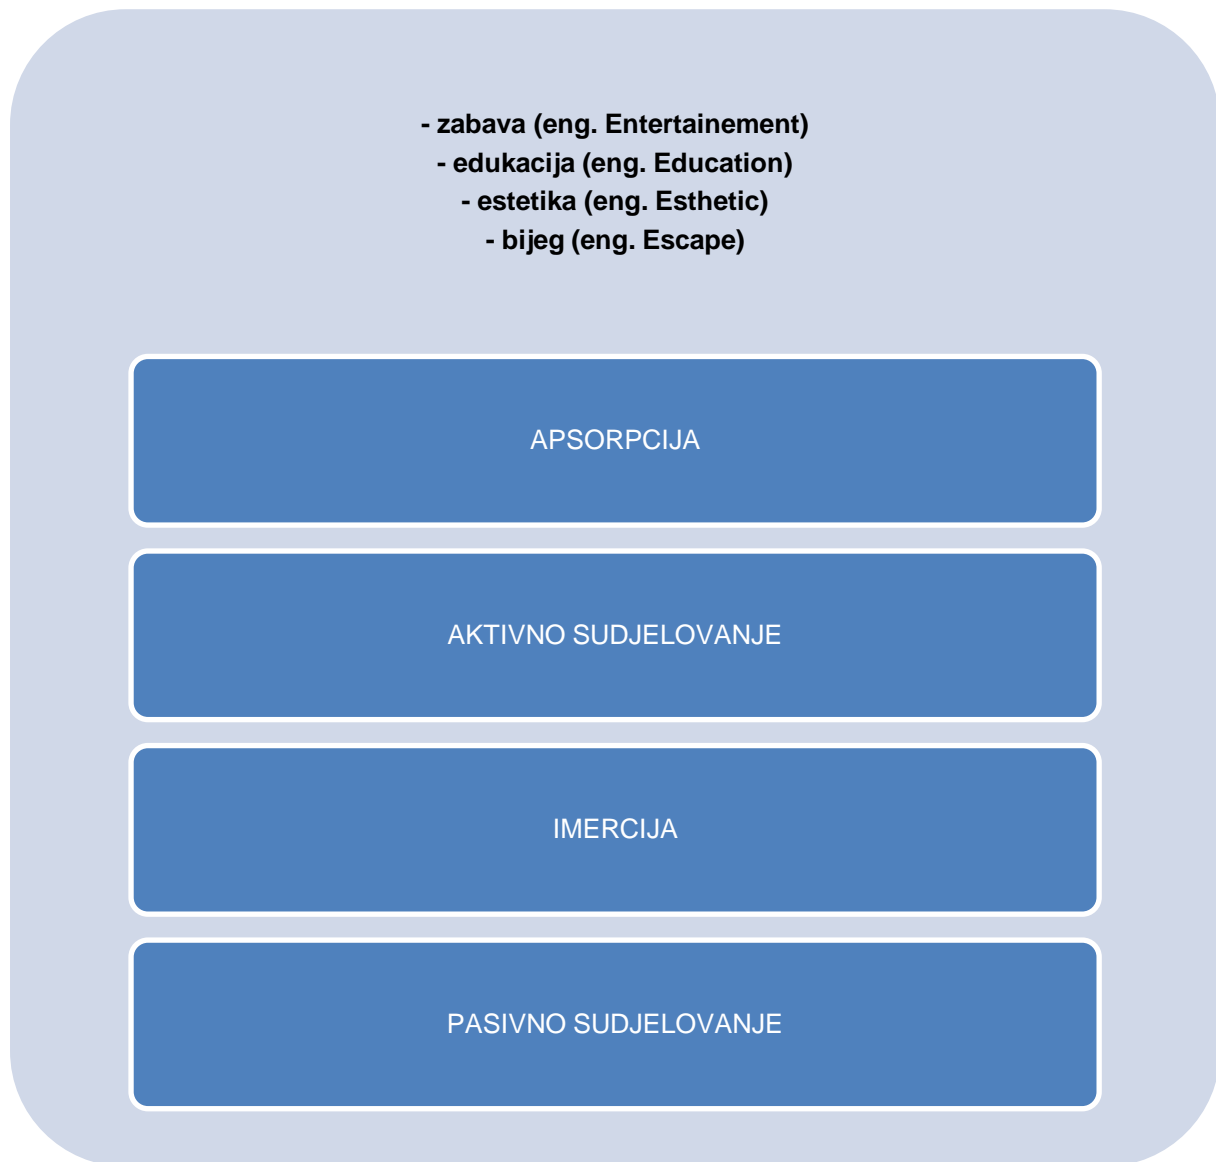 - zabava (eng. Entertainement)
- edukacija (eng. Education)
- estetika (eng. Esthetic)
- bijeg (eng. Escape)
APSORPCIJA
AKTIVNO SUDJELOVANJE
IMERCIJA
PASIVNO SUDJELOVANJE